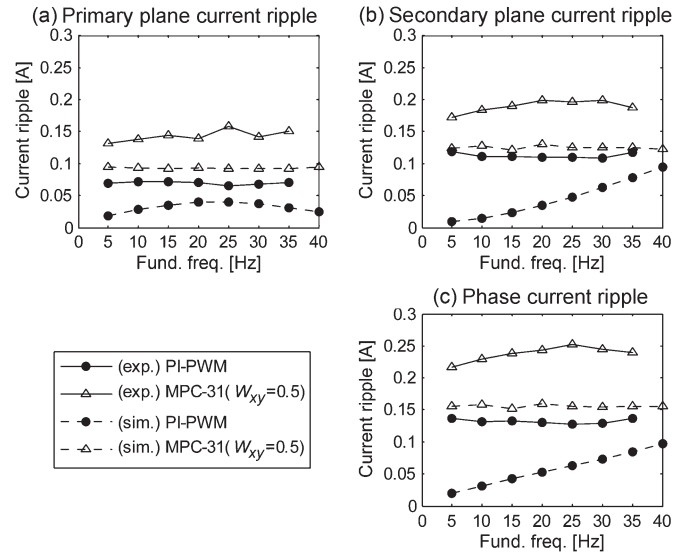 (a) Primary plane current ripple
0.3
0.25
0.2
0.15
0.1
0.05
0
Current ripple [A]
0 5 10 15 20 25 30 35 40
Fund. freq. [Hz]
(b) Secondary plane current ripple
0.3
0.25
0.2
0.15
0.1
0.05
0
Current ripple [A]
0 5 10 15 20 25 30 35 40
Fund. freq. [Hz]
(exp.) PI-PWM
(exp.) MPC-31( Wxy=0.5)
(sim.) PI-PWM
(sim.) MPC-31( Wxy=0.5)
(c) Phase current ripple
0.3
0.25
0.2
0.15
0.1
0.05
0
Current ripple [A]
0 5 10 15 20 25 30 35 40
Fund. freq. [Hz]